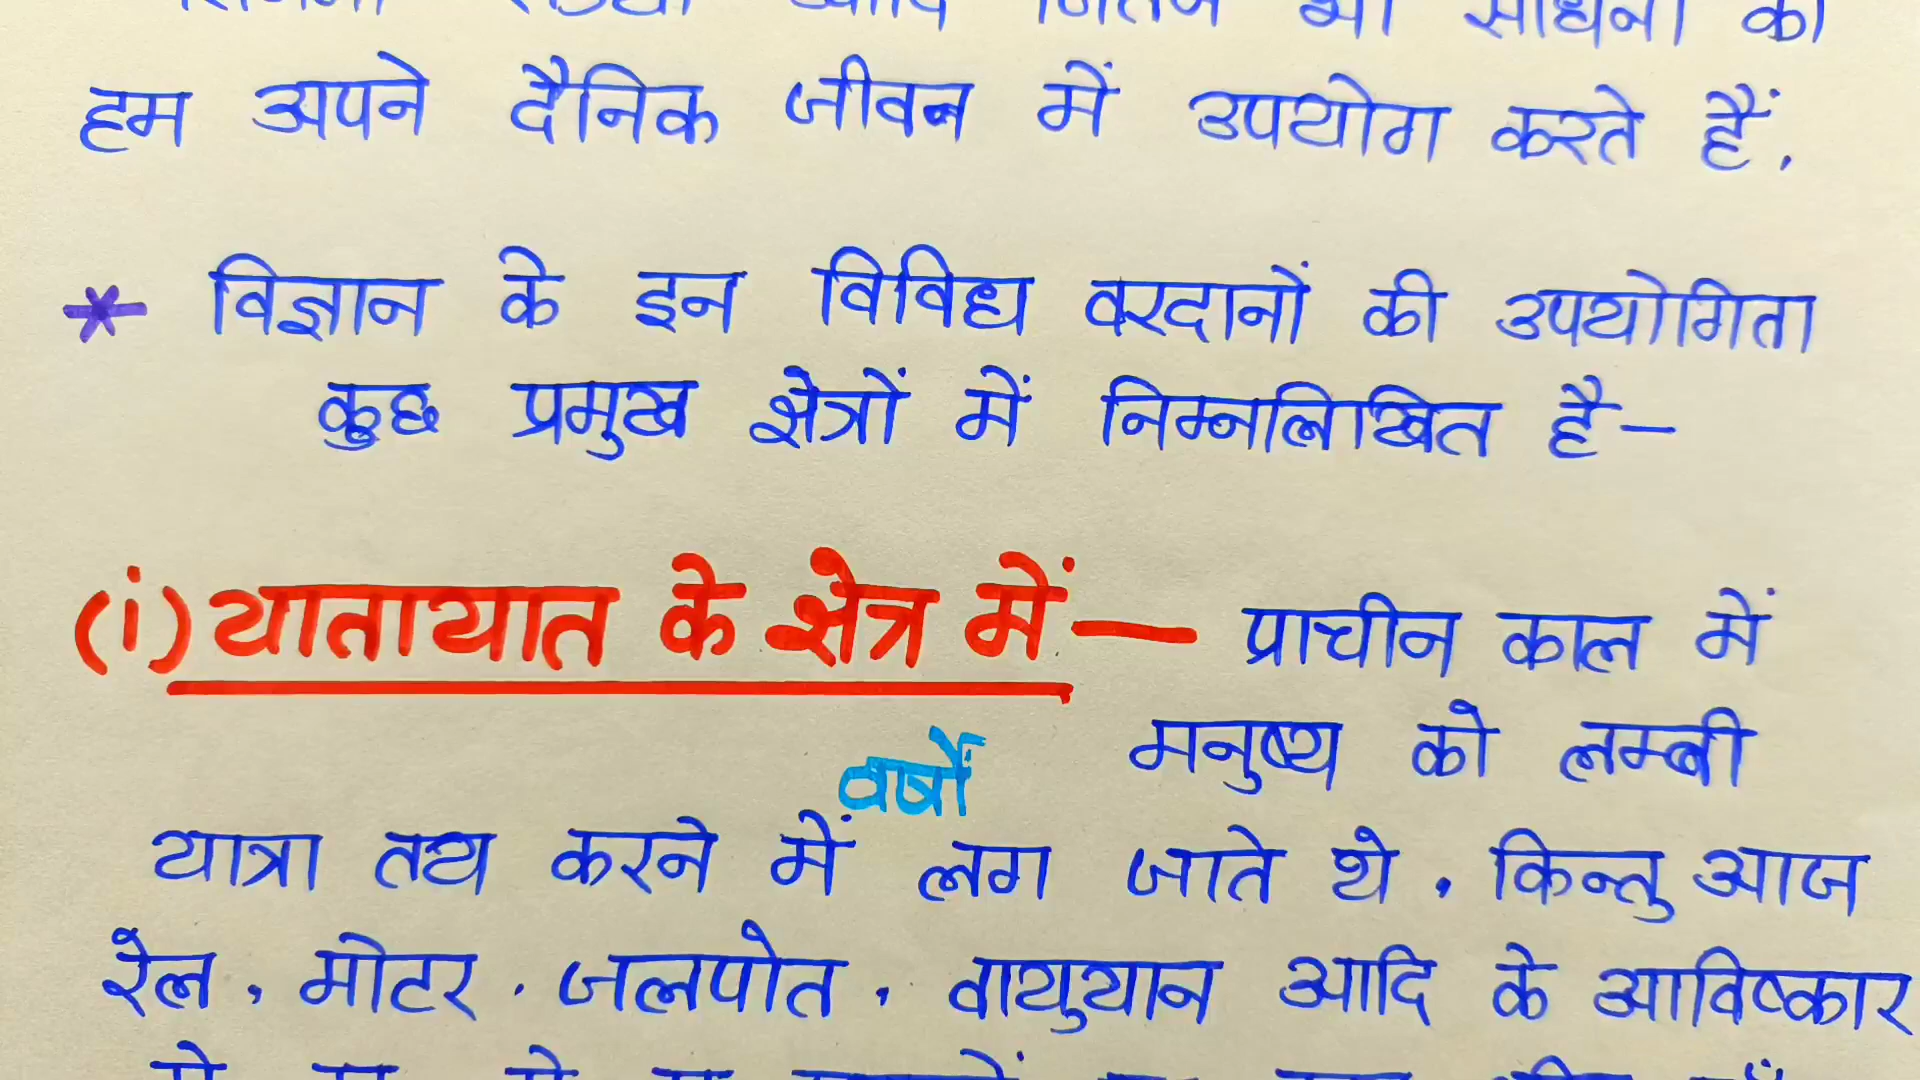 साधनों को
हम अपने दैनिक जीवन में उपयोग करते हैं.
* विज्ञान के इन विविध वरदानों की उपयोगिता
कुछ प्रमुख क्षेत्रों में निम्नलिखित है-
(i) यातायात के क्षेत्र में — प्राचीन काल में
मनुष्य को लम्बी
वर्षों
यात्रा तय करने में लग जाते थे. किन्तु आज
रेल, मोटर, जलपोत, वायुयान आदि के आविष्कार